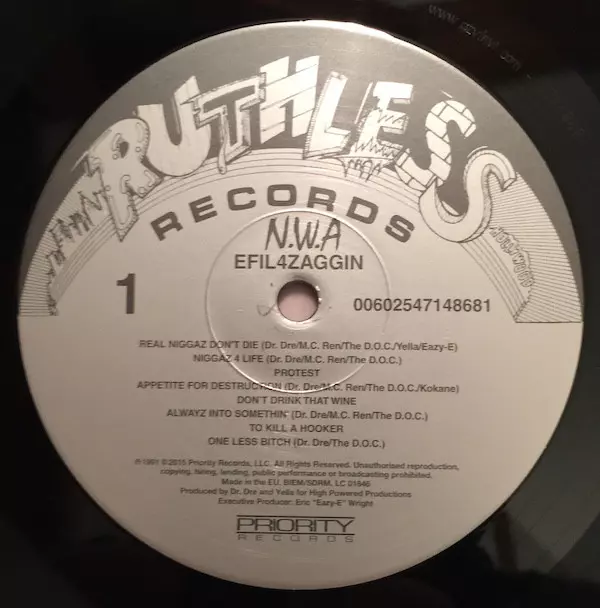 RUTHLESS
RECORDS
HOLLYWOOD
N.W.A
EFIL4ZAGGIN
1
00602547148681
REAL NIGGAZ DON'T DIE (Dr. Dre/M.C. Ren/The D.O.C./Yella/Eazy-E)
NIGGAZ 4 LIFE (Dr. Dre/M.C. Ren/The D.O.C.)
PROTEST
APPETITE FOR DESTRUCTION (Dr. Dre/M.C. Ren/The D.O.C./Kokane)
DON'T DRINK THAT WINE
ALWAYZ INTO SOMETHIN' (Dr. Dre/M.C. Ren/The D.O.C.)
TO KILL A HOOKER
ONE LESS BITCH (Dr. Dre/The D.O.C.)
℗1991 ©2015 Priority Records, LLC. All Rights Reserved. Unauthorised reproduction,
copying, hiring, lending, public performance or broadcasting prohibited.
Made in the EU. BIEM/SDRM. LC 01846
Produced by Dr. Dre and Yella for High Powered Productions
Executive Producer: Eric "Eazy-E" Wright
PRIORITY
RECORDS